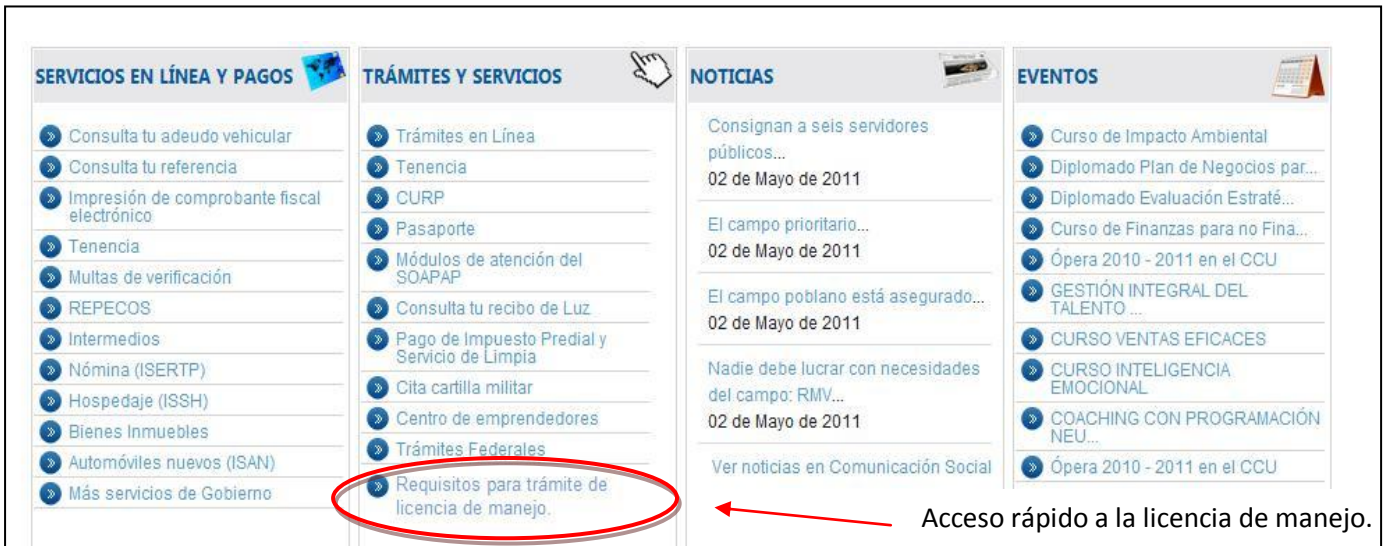 SERVICIOS EN LÍNEA Y PAGOS
Consulta tu adeudo vehicular
Consulta tu referencia
Impresión de comprobante fiscal
electrónico
Tenencia
Multas de verificación
REPECOS
Intermedios
Nómina (ISERTP)
Hospedaje (ISSH)
Bienes Inmuebles
Automóviles nuevos (ISAN)
Más servicios de Gobierno
TRÁMITES Y SERVICIOS
Trámites en Línea
Tenencia
CURP
Pasaporte
Módulos de atención del
SOAPAP
Consulta tu recibo de Luz
Pago de Impuesto Predial y
Servicio de Limpia
Cita cartilla militar
Centro de emprendedores
Trámites Federales
Requisitos para trámite de
licencia de manejo.
NOTICIAS
Consignan a seis servidores
públicos...
02 de Mayo de 2011
El campo prioritario...
02 de Mayo de 2011
El campo poblano está asegurado...
02 de Mayo de 2011
Nadie debe lucrar con necesidades
del campo: RMV...
02 de Mayo de 2011
Ver noticias en Comunicación Social
EVENTOS
Curso de Impacto Ambiental
Diplomado Plan de Negocios par...
Diplomado Evaluación Estraté...
Curso de Finanzas para no Fina...
Ópera 2010 - 2011 en el CCU
GESTIÓN INTEGRAL DEL
TALENTO ...
CURSO VENTAS EFICACES
CURSO INTELIGENCIA
EMOCIONAL
COACHING CON PROGRAMACIÓN
NEU...
Ópera 2010 - 2011 en el CCU
Acceso rápido a la licencia de manejo.